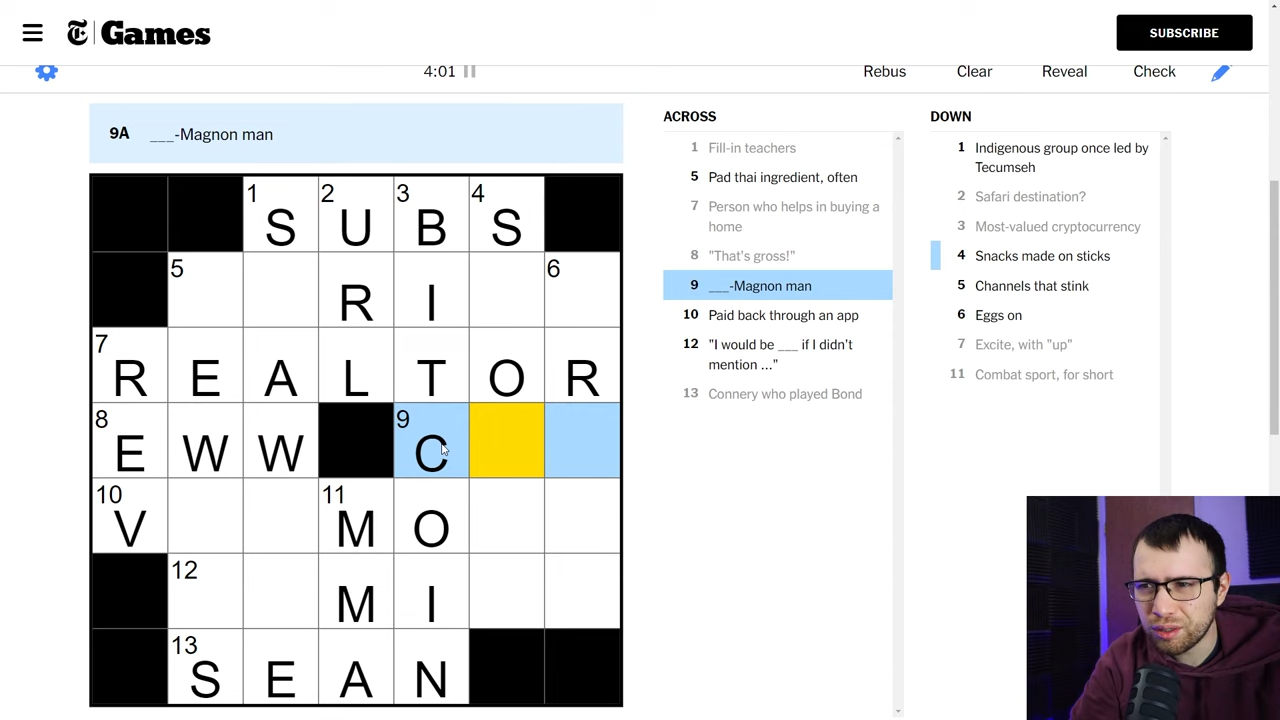 Games
SUBSCRIBE
4:01
Rebus
Clear
Reveal
Check
9A ___-Magnon man
1 S 2 U 3 B 4 S
5 R I 6
7 R E A L T O R
8 E W W 9 C
10 V 11 M O
12 M I
13 S E A N
ACROSS
1 Fill-in teachers
5 Pad thai ingredient, often
7 Person who helps in buying a
home
8 "That's gross!"
9 ___-Magnon man
10 Paid back through an app
12 "I would be ___ if I didn't
mention ..."
13 Connery who played Bond
DOWN
1 Indigenous group once led by
Tecumseh
2 Safari destination?
3 Most-valued cryptocurrency
4 Snacks made on sticks
5 Channels that stink
6 Eggs on
7 Excite, with "up"
11 Combat sport, for short